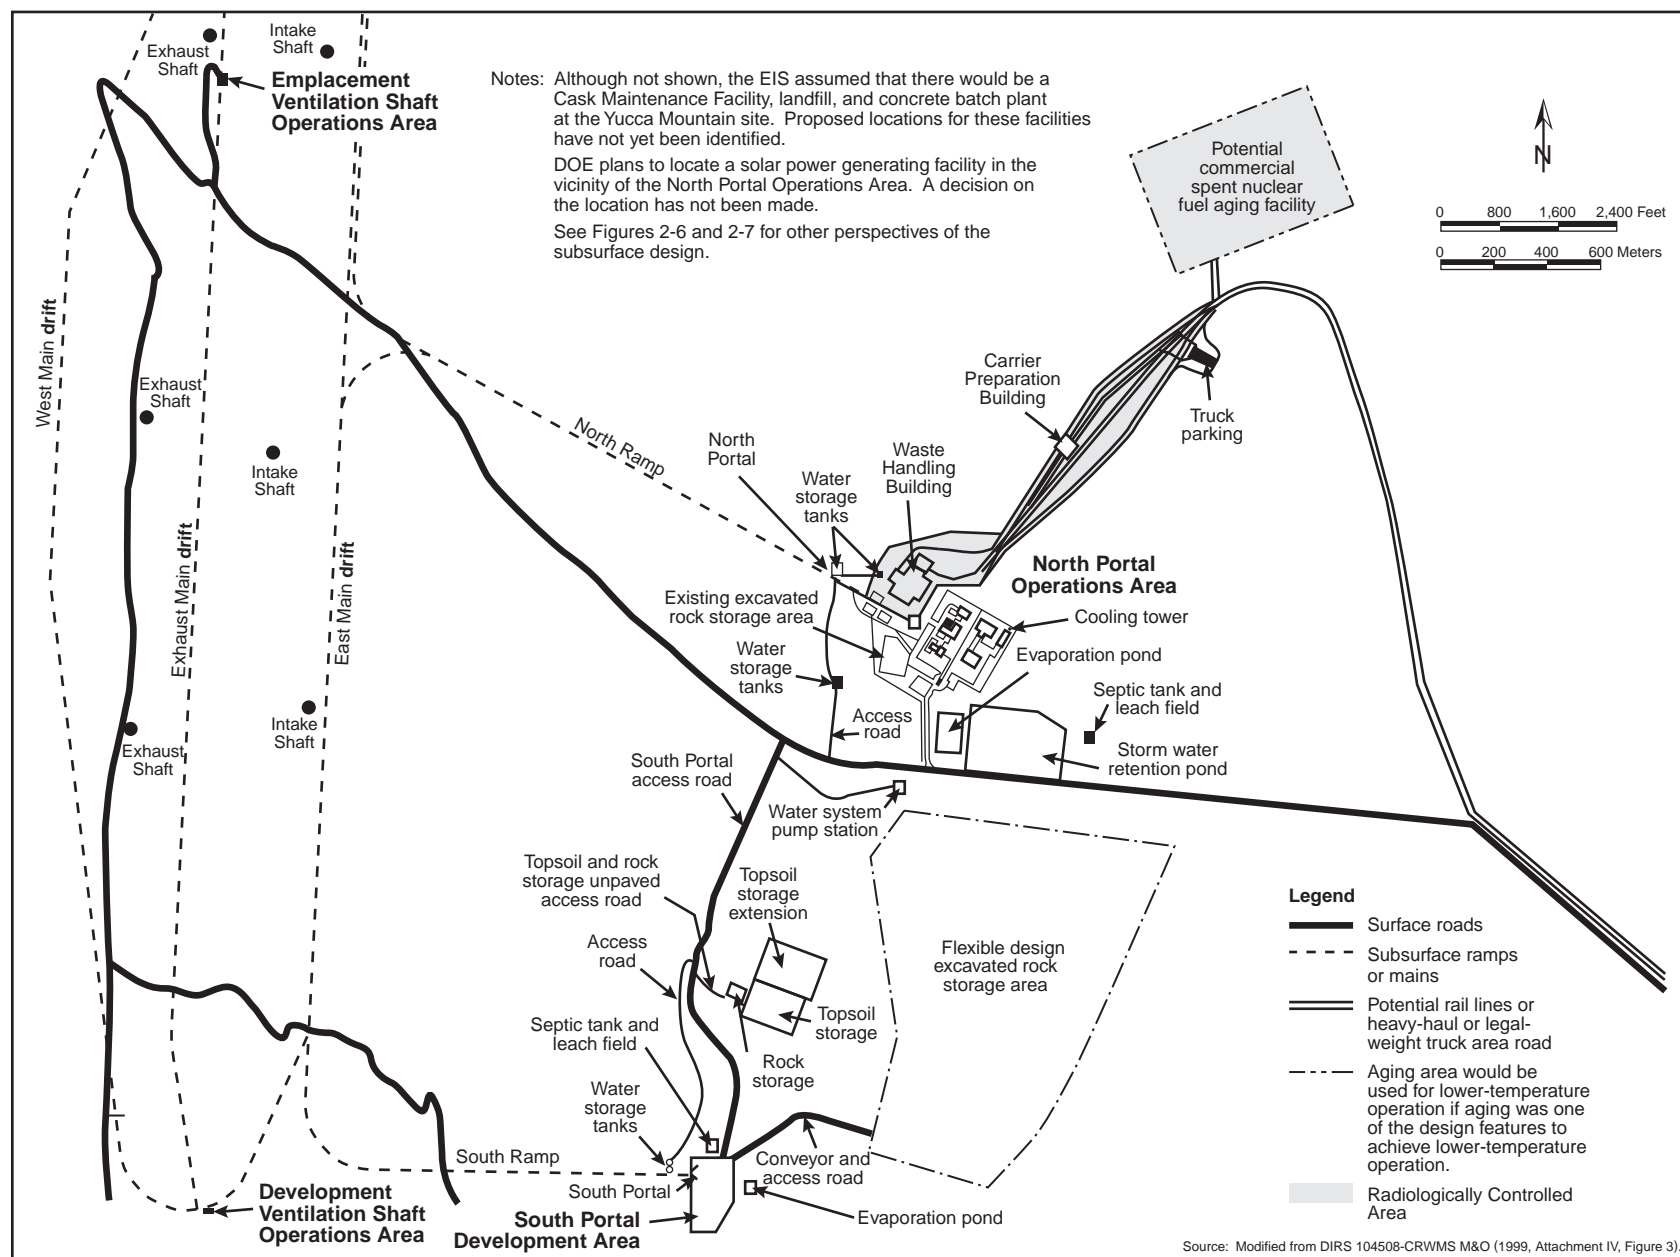 Exhaust
Shaft
Intake
Shaft
Emplacement
Ventilation Shaft
Operations Area
Notes: Although not shown, the EIS assumed that there would be a
Cask Maintenance Facility, landfill, and concrete batch plant
at the Yucca Mountain site. Proposed locations for these facilities
have not yet been identified.
DOE plans to locate a solar power generating facility in the
vicinity of the North Portal Operations Area. A decision on
the location has not been made.
See Figures 2-6 and 2-7 for other perspectives of the
subsurface design.
Potential
commercial
spent nuclear
fuel aging facility
N
0 800 1,600 2,400 Feet
0 200 400 600 Meters
West Main drift
Exhaust
Shaft
Intake
Shaft
Exhaust Main drift
East Main drift
North Ramp
Carrier
Preparation
Building
Truck
parking
North
Portal
Water
storage
tanks
Waste
Handling
Building
North Portal
Operations Area
Existing excavated
rock storage area
Cooling tower
Water
storage
tanks
Evaporation pond
Septic tank and
leach field
Access
road
Storm water
retention pond
Intake
Shaft
Exhaust
Shaft
South Portal
access road
Water system
pump station
Topsoil and rock
storage unpaved
access road
Topsoil
storage
extension
Access
road
Flexible design
excavated rock
storage area
Septic tank and
leach field
Topsoil
storage
Rock
storage
Water
storage
tanks
South Ramp
Conveyor and
access road
South Portal
Development
Ventilation Shaft
Operations Area
South Portal
Development Area
Evaporation pond
Legend
Surface roads
Subsurface ramps
or mains
Potential rail lines or
heavy-haul or legal-
weight truck area road
Aging area would be
used for lower-temperature
operation if aging was one
of the design features to
achieve lower-temperature
operation.
Radiologically Controlled
Area
Source: Modified from DIRS 104508-CRWMS M&O (1999, Attachment IV, Figure 3).